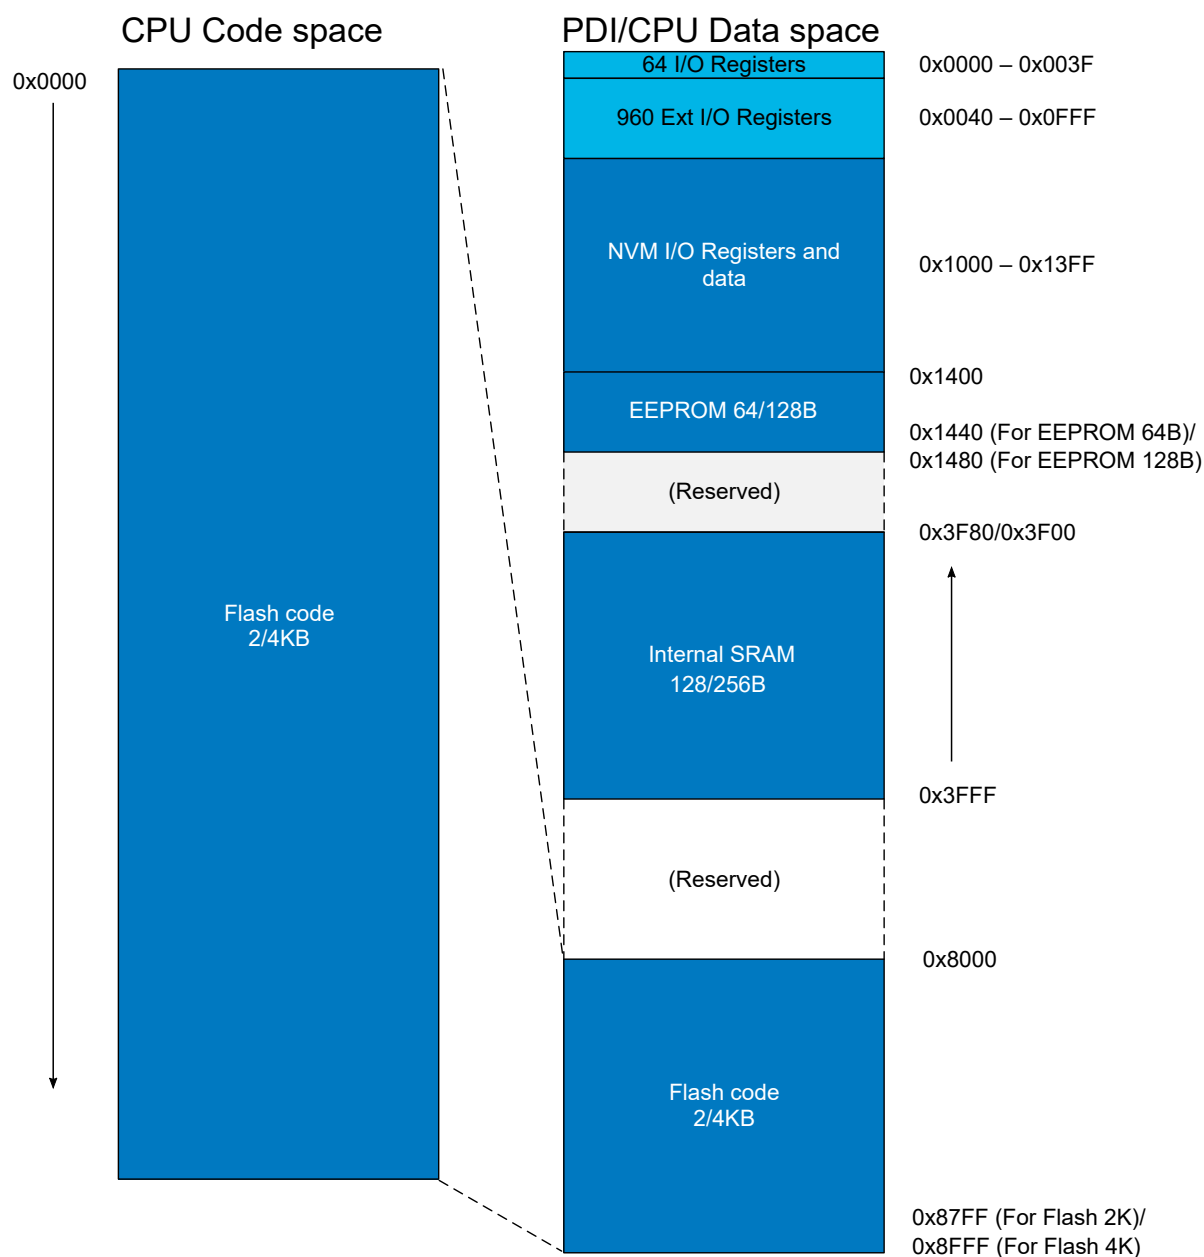 CPU Code space
PDI/CPU Data space
0x0000
64 I/O Registers
0x0000 – 0x003F
960 Ext I/O Registers
0x0040 – 0x0FFF
NVM I/O Registers and
data
0x1000 – 0x13FF
0x1400
EEPROM 64/128B
0x1440 (For EEPROM 64B)/
0x1480 (For EEPROM 128B)
(Reserved)
0x3F80/0x3F00
Flash code
2/4KB
Internal SRAM
128/256B
0x3FFF
(Reserved)
0x8000
Flash code
2/4KB
0x87FF (For Flash 2K)/
0x8FFF (For Flash 4K)